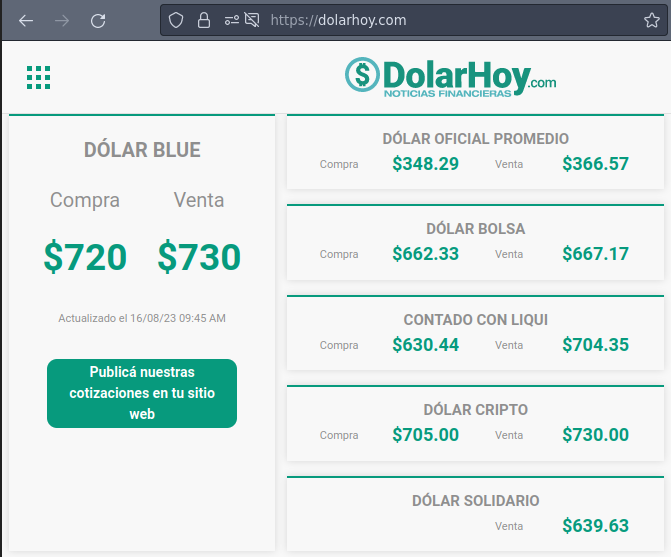 https://dolarhoy.com
DolarHoy.com
NOTICIAS FINANCIERAS
DÓLAR BLUE
Compra Venta
$720 $730
Actualizado el 16/08/23 09:45 AM
Publicá nuestras
cotizaciones en tu sitio
web
DÓLAR OFICIAL PROMEDIO
Compra $348.29 Venta $366.57
DÓLAR BOLSA
Compra $662.33 Venta $667.17
CONTADO CON LIQUI
Compra $630.44 Venta $704.35
DÓLAR CRIPTO
Compra $705.00 Venta $730.00
DÓLAR SOLIDARIO
Venta $639.63